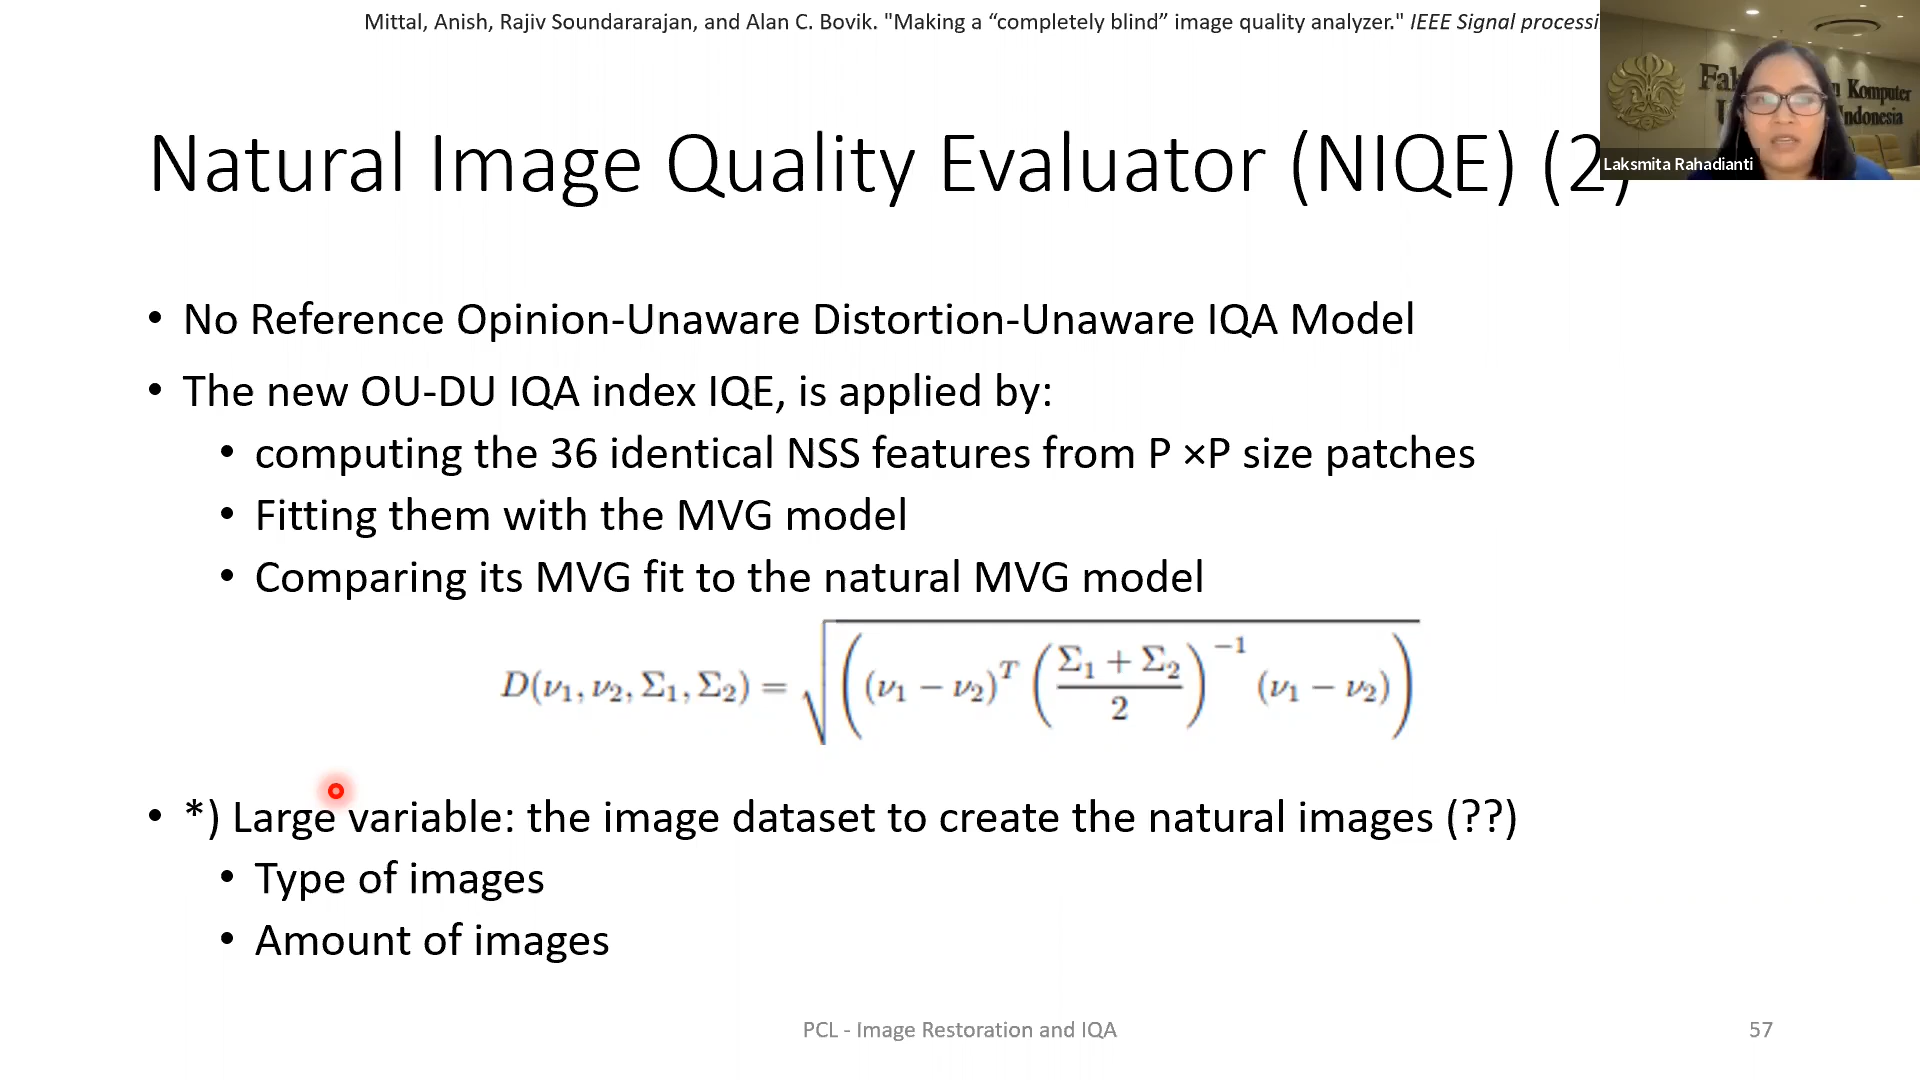 Mittal, Anish, Rajiv Soundararajan, and Alan C. Bovik. "Making a “completely blind” image quality analyzer." IEEE Signal processi
Fak Komputer
Indonesia
Laksmita Rahadianti
Natural Image Quality Evaluator (NIQE) (2)
• No Reference Opinion-Unaware Distortion-Unaware IQA Model
• The new OU-DU IQA index IQE, is applied by:
• computing the 36 identical NSS features from P ×P size patches
• Fitting them with the MVG model
• Comparing its MVG fit to the natural MVG model
D(ν₁, ν₂, Σ₁, Σ₂) = √((ν₁ − ν₂)ᵀ ((Σ₁ + Σ₂)/2)⁻¹ (ν₁ − ν₂))
• *) Large variable: the image dataset to create the natural images (??)
• Type of images
• Amount of images
PCL - Image Restoration and IQA
57